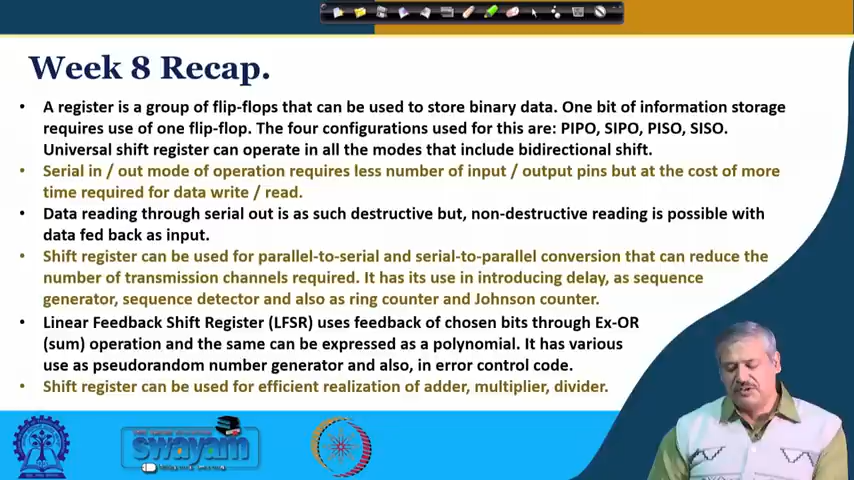 Week 8 Recap.
• A register is a group of flip-flops that can be used to store binary data. One bit of information storage
requires use of one flip-flop. The four configurations used for this are: PIPO, SIPO, PISO, SISO.
Universal shift register can operate in all the modes that include bidirectional shift.
• Serial in / out mode of operation requires less number of input / output pins but at the cost of more
time required for data write / read.
• Data reading through serial out is as such destructive but, non-destructive reading is possible with
data fed back as input.
• Shift register can be used for parallel-to-serial and serial-to-parallel conversion that can reduce the
number of transmission channels required. It has its use in introducing delay, as sequence
generator, sequence detector and also as ring counter and Johnson counter.
• Linear Feedback Shift Register (LFSR) uses feedback of chosen bits through Ex-OR
(sum) operation and the same can be expressed as a polynomial. It has various
use as pseudorandom number generator and also, in error control code.
• Shift register can be used for efficient realization of adder, multiplier, divider.
swayam